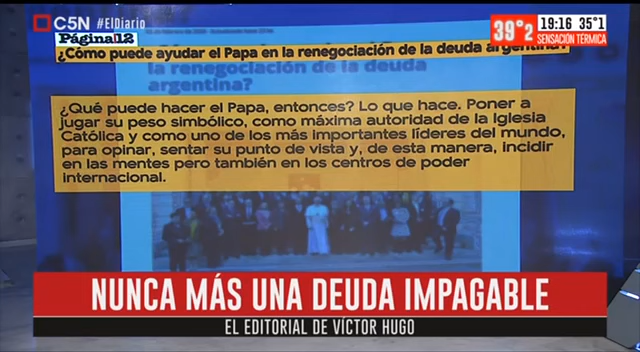 C5N #ElDiario
39°2 19:16 35°1
SENSACIÓN TÉRMICA
Página12
¿Cómo puede ayudar el Papa en la renegociación de la deuda argentina?
la renegociación de la deuda
argentina?
¿Qué puede hacer el Papa, entonces? Lo que hace. Poner a
jugar su peso simbólico, como máxima autoridad de la Iglesia
Católica y como uno de los más importantes líderes del mundo,
para opinar, sentar su punto de vista y, de esta manera, incidir
en las mentes pero también en los centros de poder
internacional.
NUNCA MÁS UNA DEUDA IMPAGABLE
EL EDITORIAL DE VÍCTOR HUGO